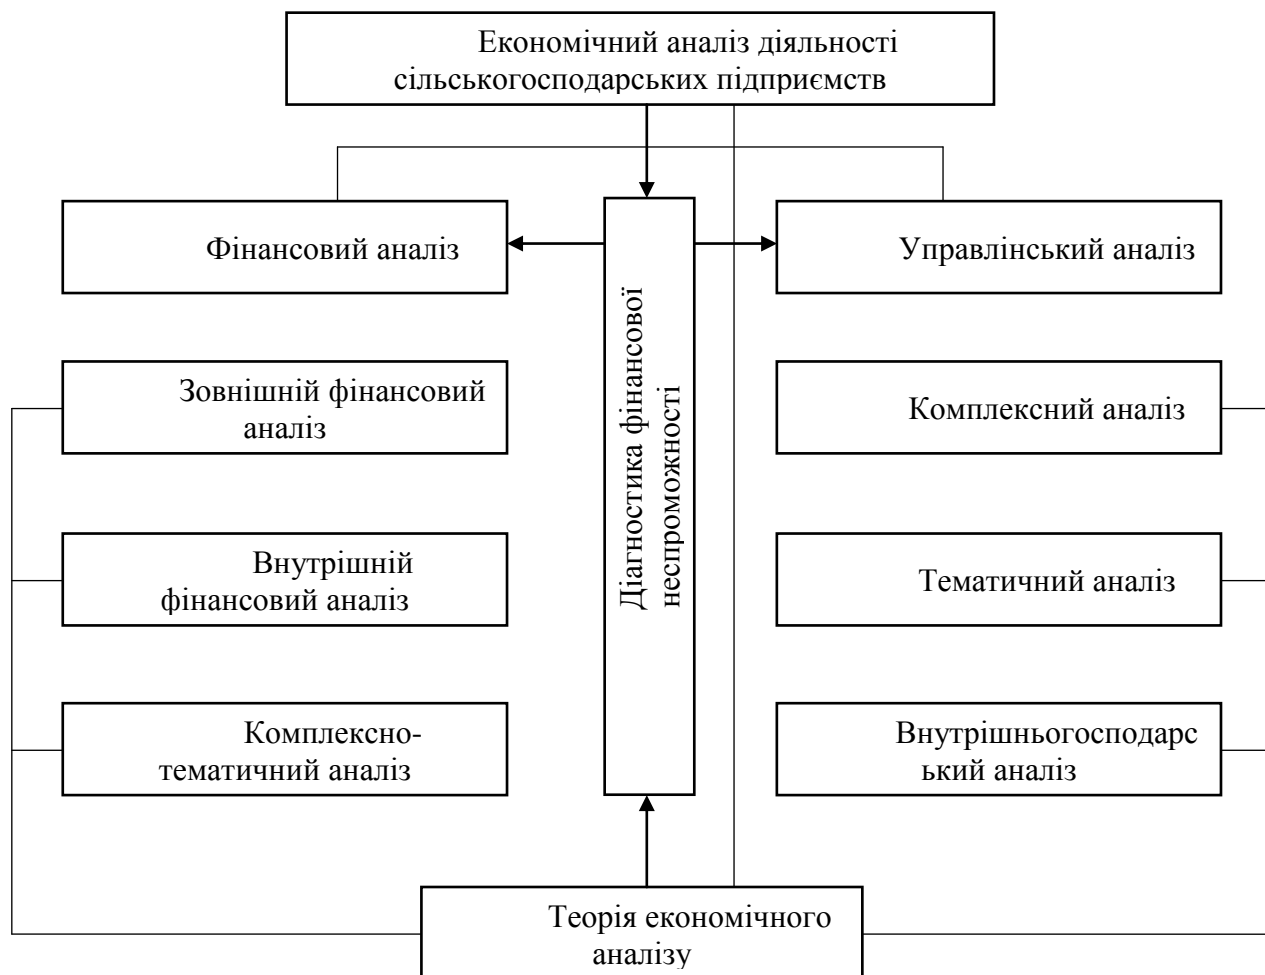 Економічний аналіз діяльності
сільськогосподарських підприємств
Фінансовий аналіз
Управлінський аналіз
Діагностика фінансової
неспроможності
Зовнішній фінансовий
аналіз
Комплексний аналіз
Внутрішній
фінансовий аналіз
Тематичний аналіз
Комплексно-
тематичний аналіз
Внутрішньогосподарс
ький аналіз
Теорія економічного
аналізу